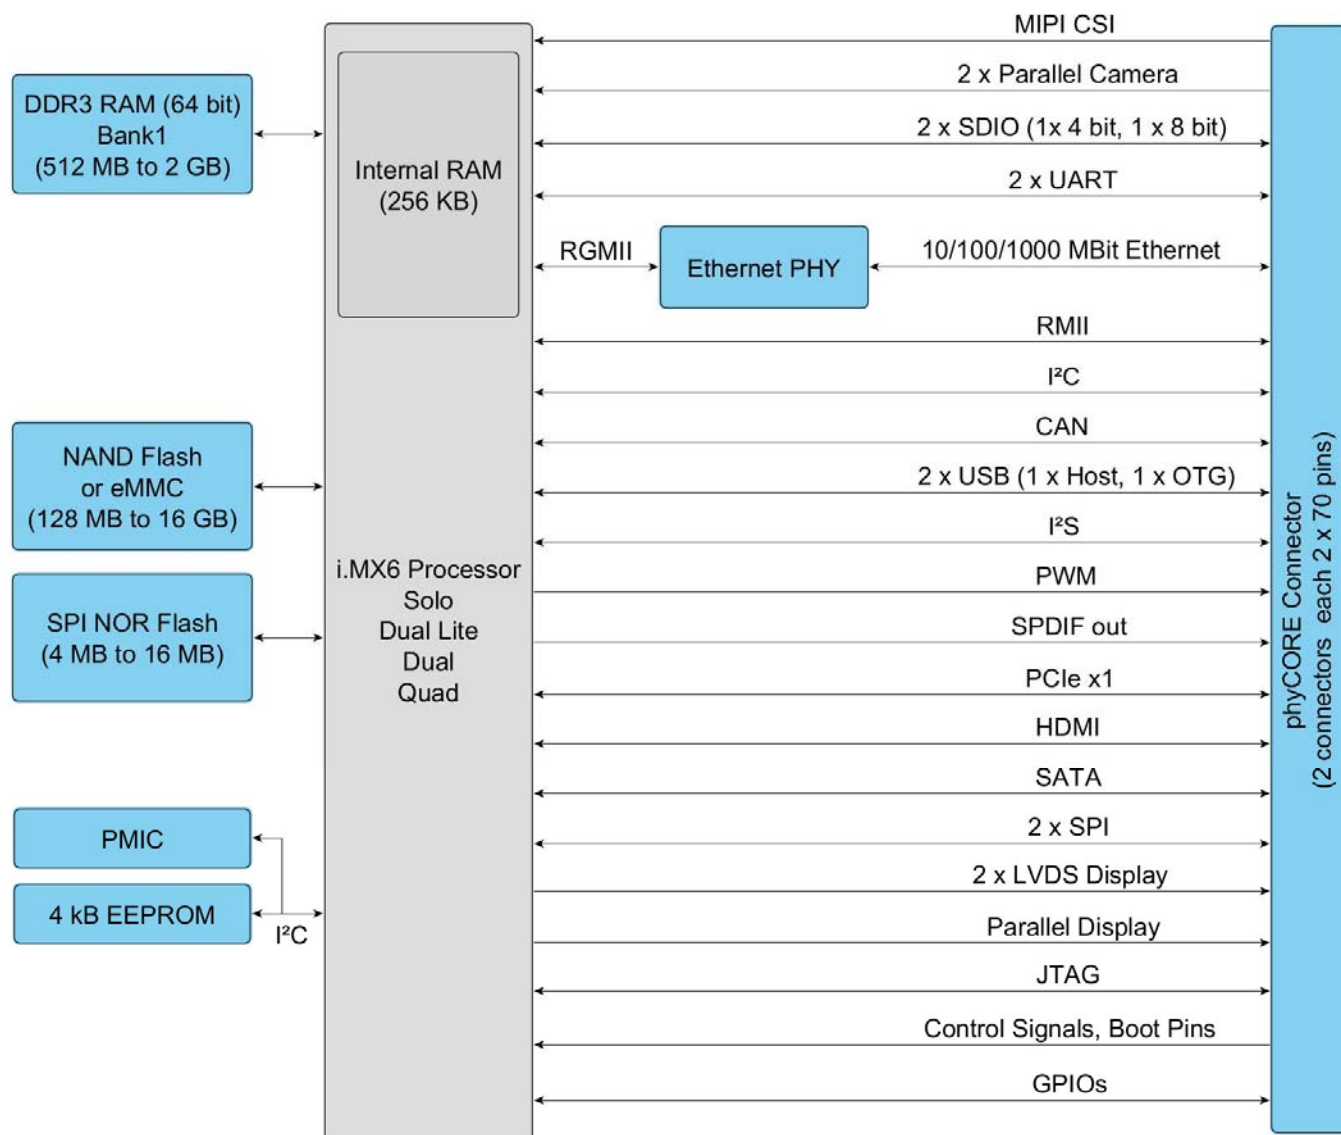 DDR3 RAM (64 bit)
Bank1
(512 MB to 2 GB)
NAND Flash
or eMMC
(128 MB to 16 GB)
SPI NOR Flash
(4 MB to 16 MB)
PMIC
4 kB EEPROM
I²C
Internal RAM
(256 KB)
i.MX6 Processor
Solo
Dual Lite
Dual
Quad
MIPI CSI
2 x Parallel Camera
2 x SDIO (1x 4 bit, 1 x 8 bit)
2 x UART
RGMII
Ethernet PHY
10/100/1000 MBit Ethernet
RMII
I²C
CAN
2 x USB (1 x Host, 1 x OTG)
I²S
PWM
SPDIF out
PCIe x1
HDMI
SATA
2 x SPI
2 x LVDS Display
Parallel Display
JTAG
Control Signals, Boot Pins
GPIOs
phyCORE Connector
(2 connectors each 2 x 70 pins)